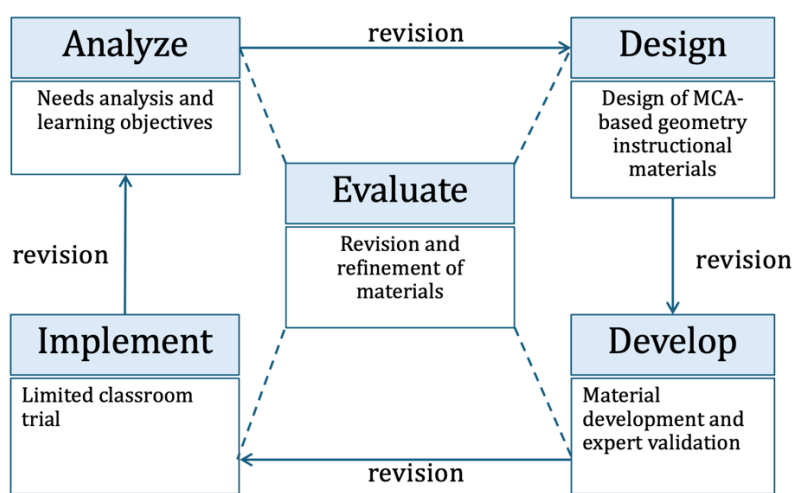 Analyze
revision
Design
Needs analysis and
learning objectives
Design of MCA-
based geometry
instructional
materials
Evaluate
Revision and
refinement of
materials
revision
revision
Implement
Develop
Limited classroom
trial
Material
development and
expert validation
revision